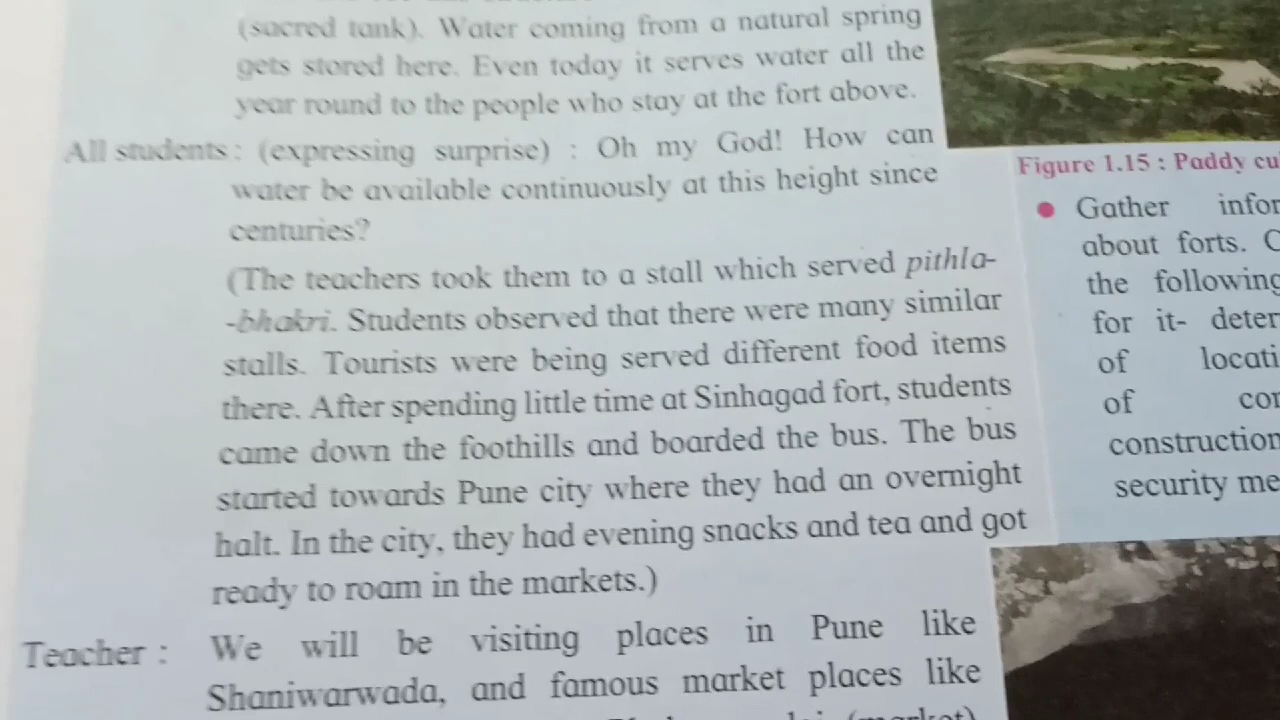 (sacred tank). Water coming from a natural spring
gets stored here. Even today it serves water all the
year round to the people who stay at the fort above.
All students : (expressing surprise) : Oh my God! How can
water be available continuously at this height since
centuries?
(The teachers took them to a stall which served pithla-
-bhakri. Students observed that there were many similar
stalls. Tourists were being served different food items
there. After spending little time at Sinhagad fort, students
came down the foothills and boarded the bus. The bus
started towards Pune city where they had an overnight
halt. In the city, they had evening snacks and tea and got
ready to roam in the markets.)
Teacher : We will be visiting places in Pune like
Shaniwarwada, and famous market places like
(market)
Figure 1.15 : Paddy
● Gather
about forts.
the following
for it-
of
of
construction
security